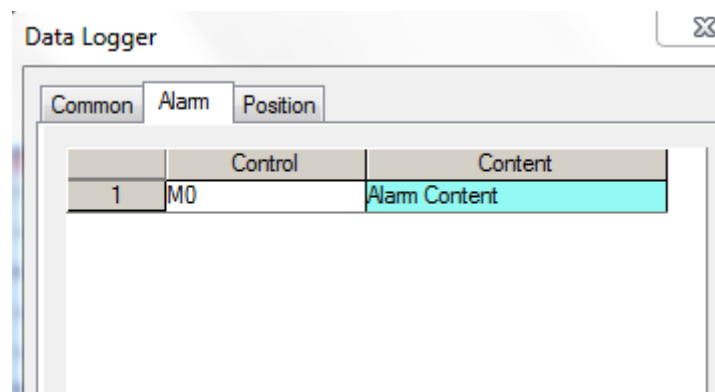 Data Logger
Common Alarm Position
Control Content
1 M0 Alarm Content